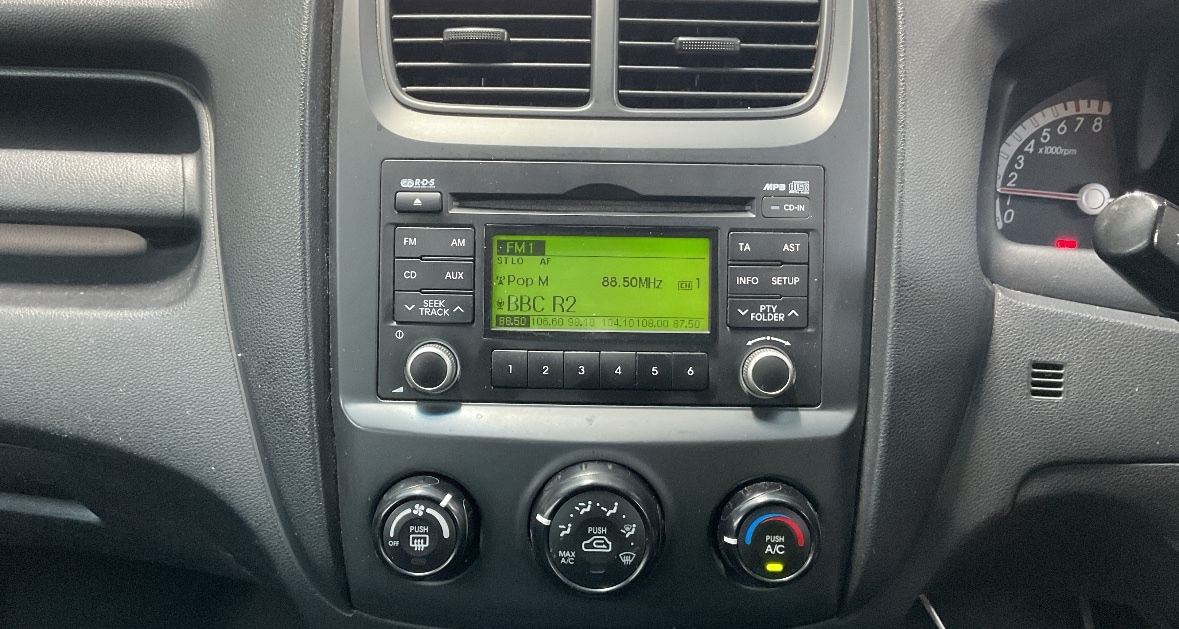 R·D·S
MP3
CD-IN
FM AM
CD AUX
SEEK
TRACK
FM1
ST LO AF
Pop M 88.50MHz CH 1
BBC R2
88.50 106.60 98.10 104.10 108.00 87.50
TA AST
INFO SETUP
PTY
FOLDER
1 2 3 4 5 6
OFF
PUSH
PUSH
MAX
A/C
PUSH
A/C
0 1 2 3 4 5 6 7 8
x1000rpm